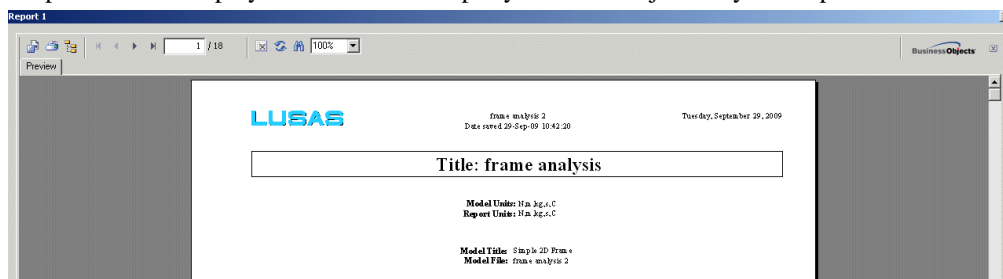 Report 1
1 / 18
100%
BusinessObjects
Preview
LUSAS
frame analysis 2
Date saved 29-Sep-09 10:42:20
Tuesday, September 29, 2009
Title: frame analysis
Model Units: N,m,kg,s,C
Report Units: N,m,kg,s,C
Model Title: Simple 2D Frame
Model File: frame analysis 2